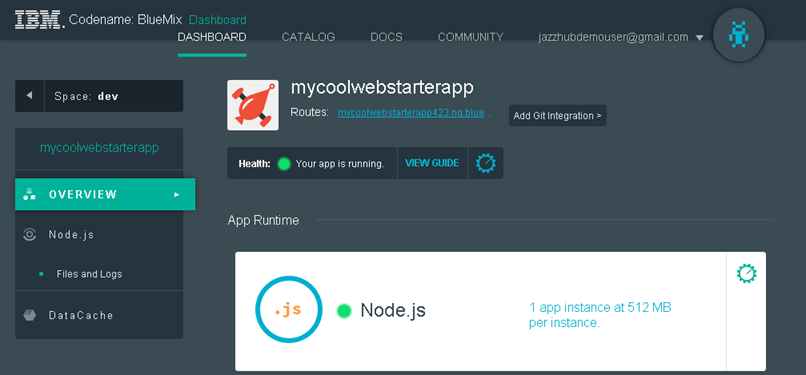 IBM. Codename: BlueMix Dashboard
DASHBOARD CATALOG DOCS COMMUNITY jazzhubdemouser@gmail.com
Space: dev
mycoolwebstarterapp
OVERVIEW
Node.js
Files and Logs
DataCache
mycoolwebstarterapp
Routes: mycoolwebstarterapp423.ng.blue... Add Git Integration >
Health: Your app is running. VIEW GUIDE
App Runtime
.js Node.js
1 app instance at 512 MB
per instance.